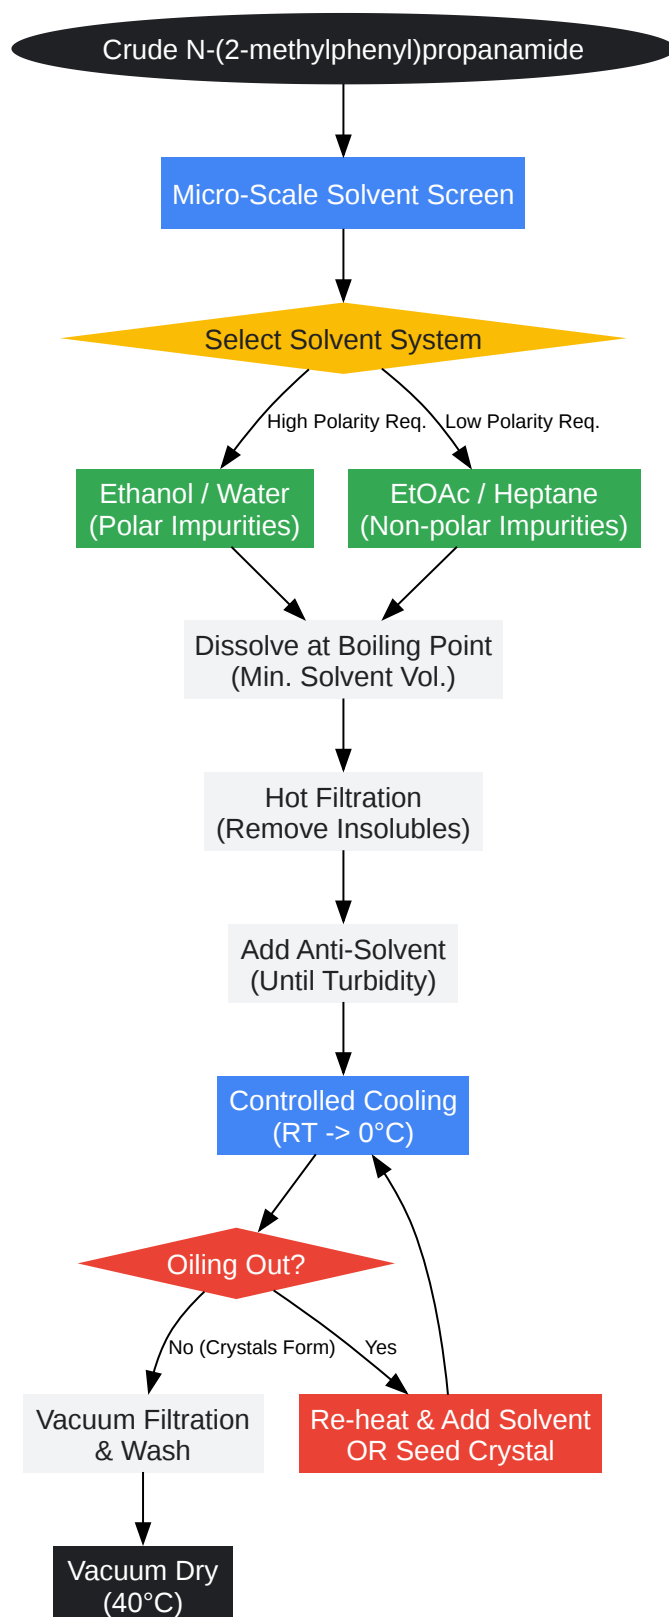 Crude N-(2-methylphenyl)propanamide
Micro-Scale Solvent Screen
Select Solvent System
High Polarity Req.
Low Polarity Req.
Ethanol / Water
(Polar Impurities)
EtOAc / Heptane
(Non-polar Impurities)
Dissolve at Boiling Point
(Min. Solvent Vol.)
Hot Filtration
(Remove Insolubles)
Add Anti-Solvent
(Until Turbidity)
Controlled Cooling
(RT -> 0°C)
Oiling Out?
No (Crystals Form)
Yes
Vacuum Filtration
& Wash
Re-heat & Add Solvent
OR Seed Crystal
Vacuum Dry
(40°C)